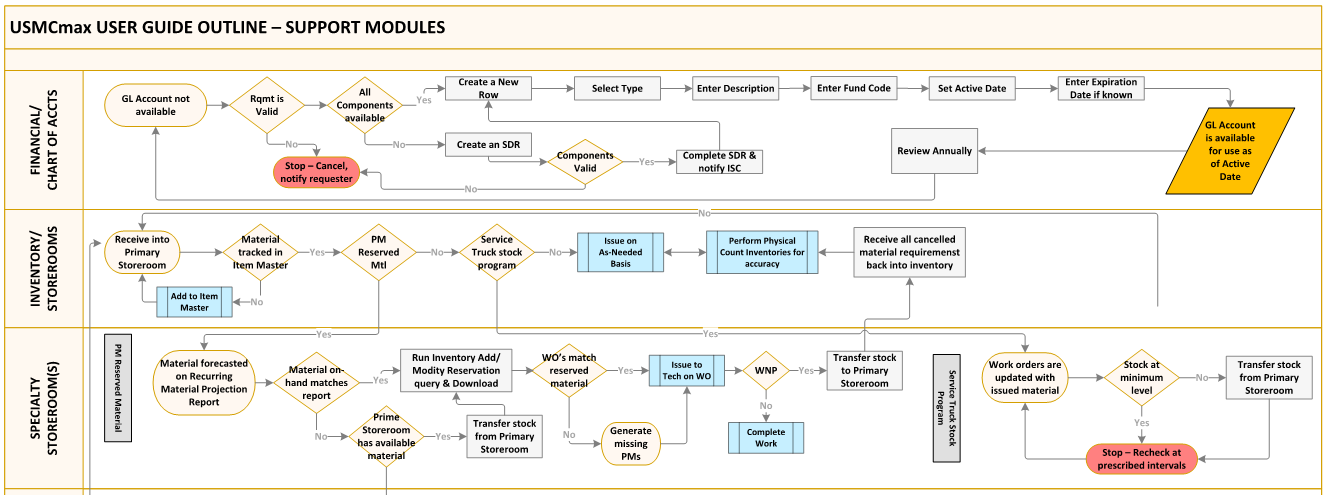 USMCmax USER GUIDE OUTLINE – SUPPORT MODULES
FINANCIAL/
CHART OF ACCTS
GL Account not
available
Rqmt is
Valid
All
Components
available
Yes
Create a New
Row
Select Type
Enter Description
Enter Fund Code
Set Active Date
Enter Expiration
Date if known
No
No
Create an SDR
Components
Valid
Yes
Complete SDR &
notify ISC
Stop – Cancel,
notify requester
No
Review Annually
GL Account
is available
for use as
of Active
Date
INVENTORY/
STOREROOMS
No
Receive into
Primary
Storeroom
Material
tracked in
Item Master
Yes
PM
Reserved
Mtl
No
Service
Truck stock
program
No
Issue on
As-Needed
Basis
Perform Physical
Count Inventories for
accuracy
Receive all cancelled
material requiremenst
back into inventory
Add to Item
Master
No
Yes
Yes
SPECIALTY
STOREROOM(S)
PM Reserved Material
Material forecasted
on Recurring
Material Projection
Report
Material on-
hand matches
report
Yes
Run Inventory Add/
Modity Reservation
query & Download
WO’s match
reserved
material
Yes
Issue to
Tech on WO
WNP
Yes
Transfer stock
to Primary
Storeroom
No
Prime
Storeroom
has available
material
Yes
Transfer stock
from Primary
Storeroom
No
Generate
missing
PMs
No
Complete
Work
Service Truck Stock
Program
Work orders are
updated with
issued material
Stock at
minimum
level
No
Transfer stock
from Primary
Storeroom
Yes
Stop – Recheck at
prescribed intervals